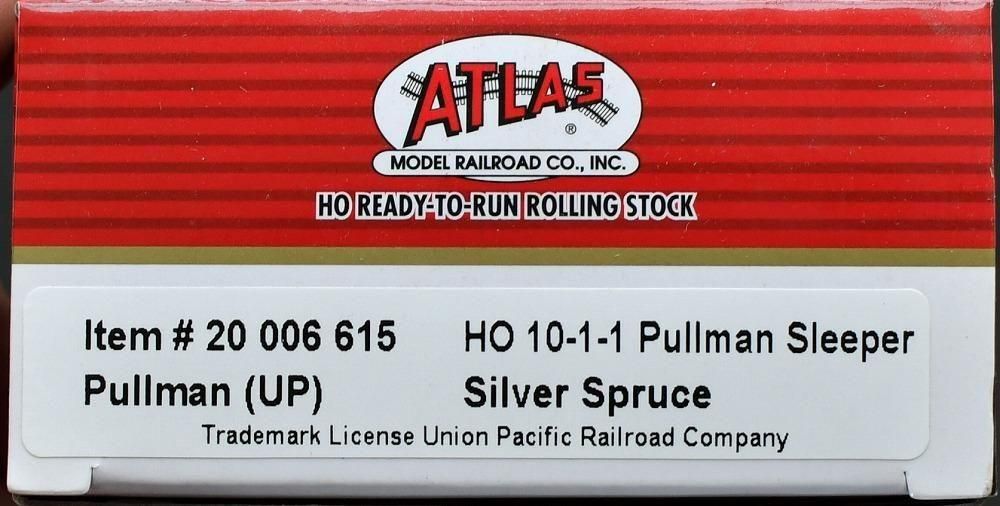 ATLAS®
MODEL RAILROAD CO., INC.
HO READY-TO-RUN ROLLING STOCK
Item # 20 006 615 HO 10-1-1 Pullman Sleeper
Pullman (UP) Silver Spruce
Trademark License Union Pacific Railroad Company